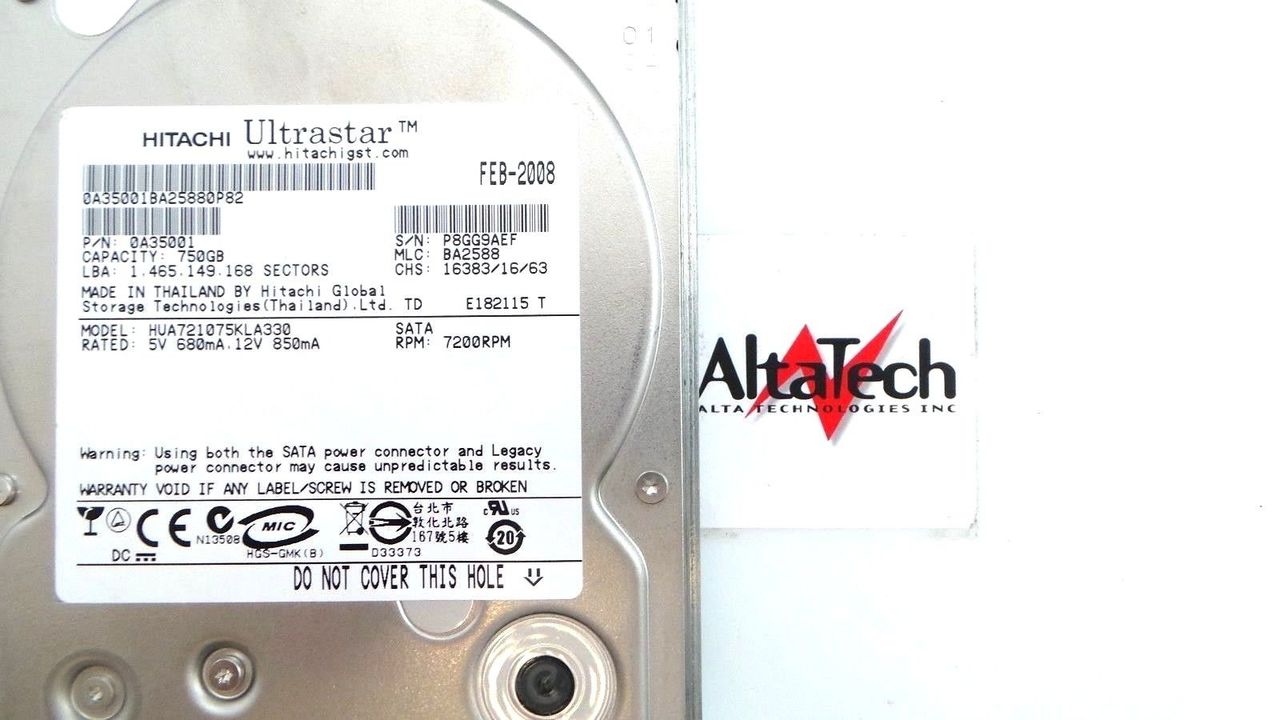 01
HITACHI Ultrastar™
www.hitachigst.com
FEB-2008
0A35001BA25880P82
P/N: 0A35001
S/N: P8GG9AEF
CAPACITY: 750GB
MLC: BA2588
LBA: 1.465.149.168 SECTORS
CHS: 16383/16/63
MADE IN THAILAND BY Hitachi Global
Storage Technologies(Thailand).Ltd. TD E182115 T
MODEL: HUA721075KLA330
SATA
RATED: 5V 680mA.12V 850mA
RPM: 7200RPM
Warning: Using both the SATA power connector and Legacy
power connector may cause unpredictable results.
WARRANTY VOID IF ANY LABEL/SCREW IS REMOVED OR BROKEN
CE
MIC
台北市
敦化北路
167號5樓
c UL us
20
N13508
DC
HGS-GMK(B)
D33373
DO NOT COVER THIS HOLE
AltaTech
ALTA TECHNOLOGIES INC